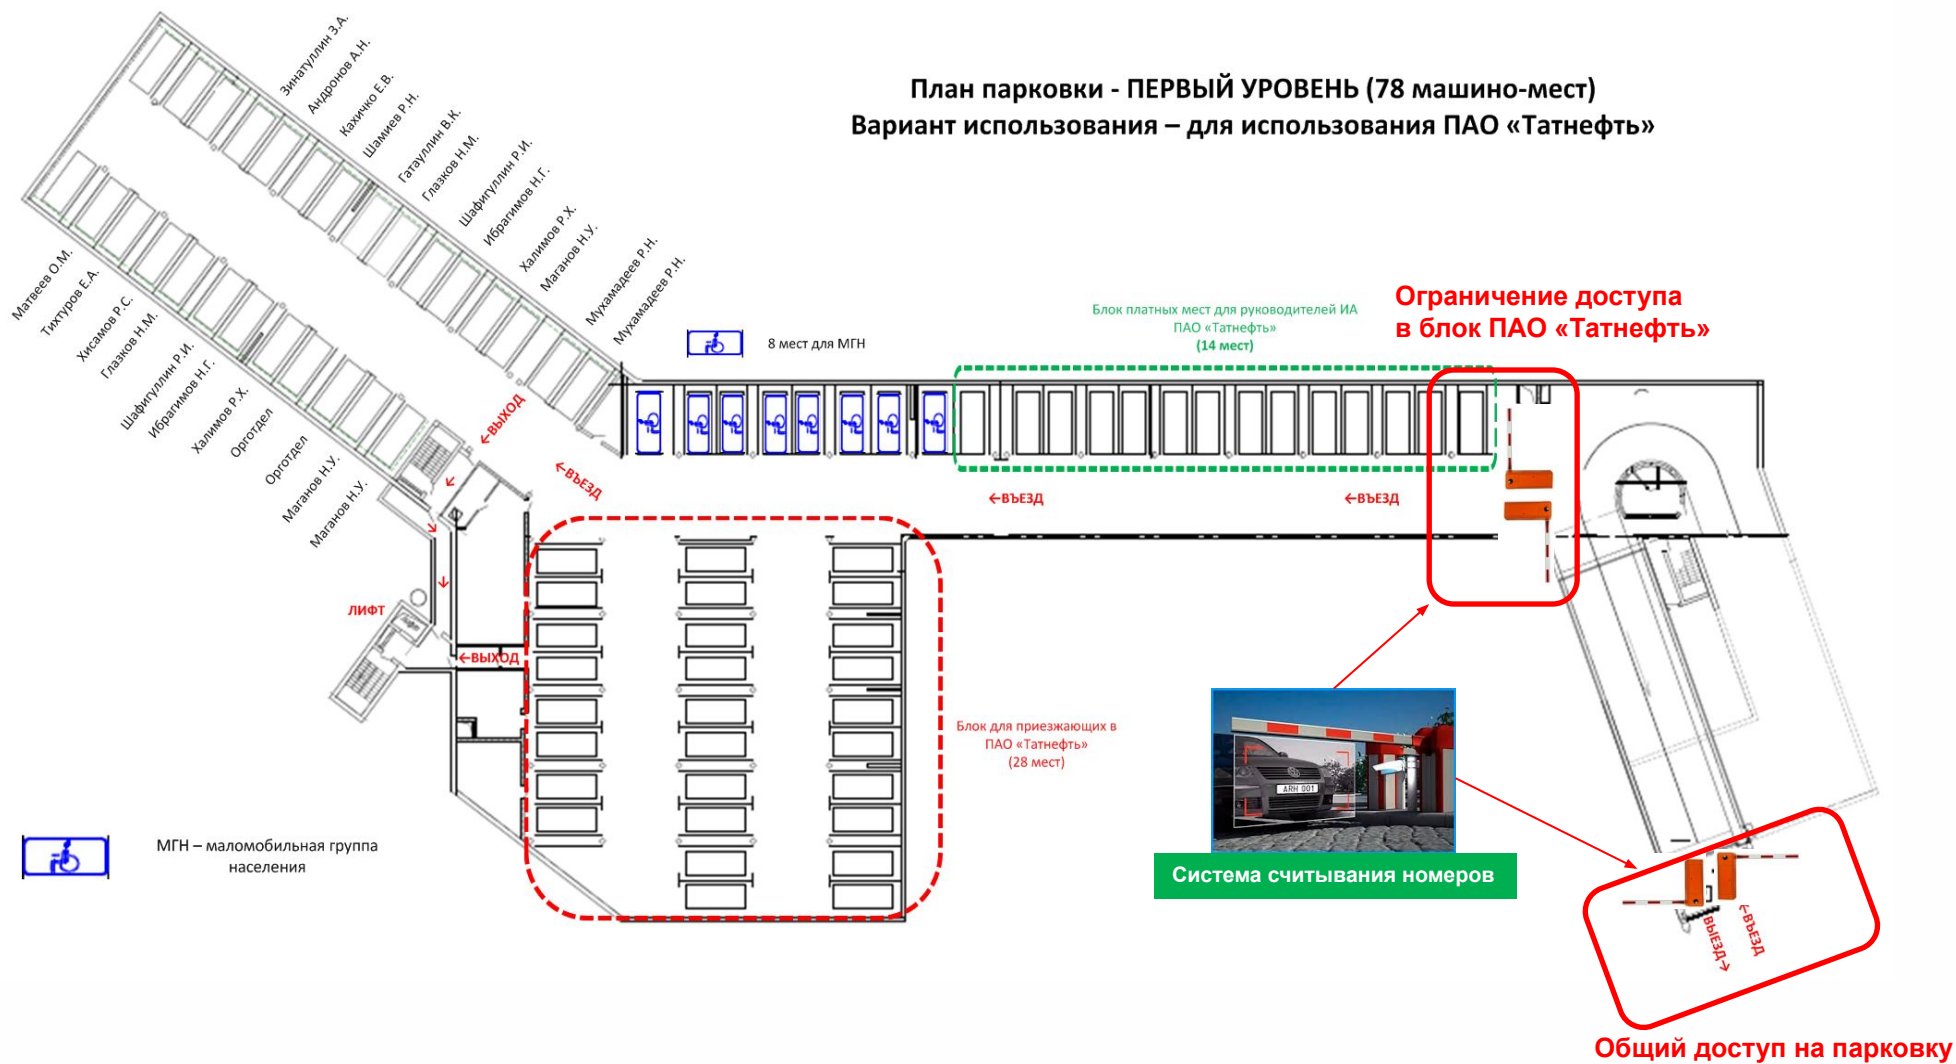 План парковки - ПЕРВЫЙ УРОВЕНЬ (78 машино-мест)
Вариант использования – для использования ПАО «Татнефть»
Зинатуллин З.А.
Андронов А.Н.
Кахичко Е.В.
Шамиев Р.Н.
Гатауллин В.К.
Глазков Н.М.
Шафигуллин Р.И.
Ибрагимов Н.Г.
Халимов Р.Х.
Маганов Н.У.
Мухамадеев Р.Н.
Мухамадеев Р.Н.
Матвеев О.М.
Тихтуров Е.А.
Хисамов Р.С.
Глазков Н.М.
Шафигуллин Р.И.
Ибрагимов Н.Г.
Халимов Р.Х.
Орготдел
Орготдел
Маганов Н.У.
Маганов Н.У.
8 мест для МГН
Блок платных мест для руководителей ИА
ПАО «Татнефть»
(14 мест)
Ограничение доступа
в блок ПАО «Татнефть»
←ВЫХОД
←ВЪЕЗД
←ВЪЕЗД
←ВЪЕЗД
ЛИФТ
Лифт
←ВЫХОД
Блок для приезжающих в
ПАО «Татнефть»
(28 мест)
ARH 001
Система считывания номеров
МГН – маломобильная группа
населения
ВЫЕЗД→
←ВЪЕЗД
Общий доступ на парковку